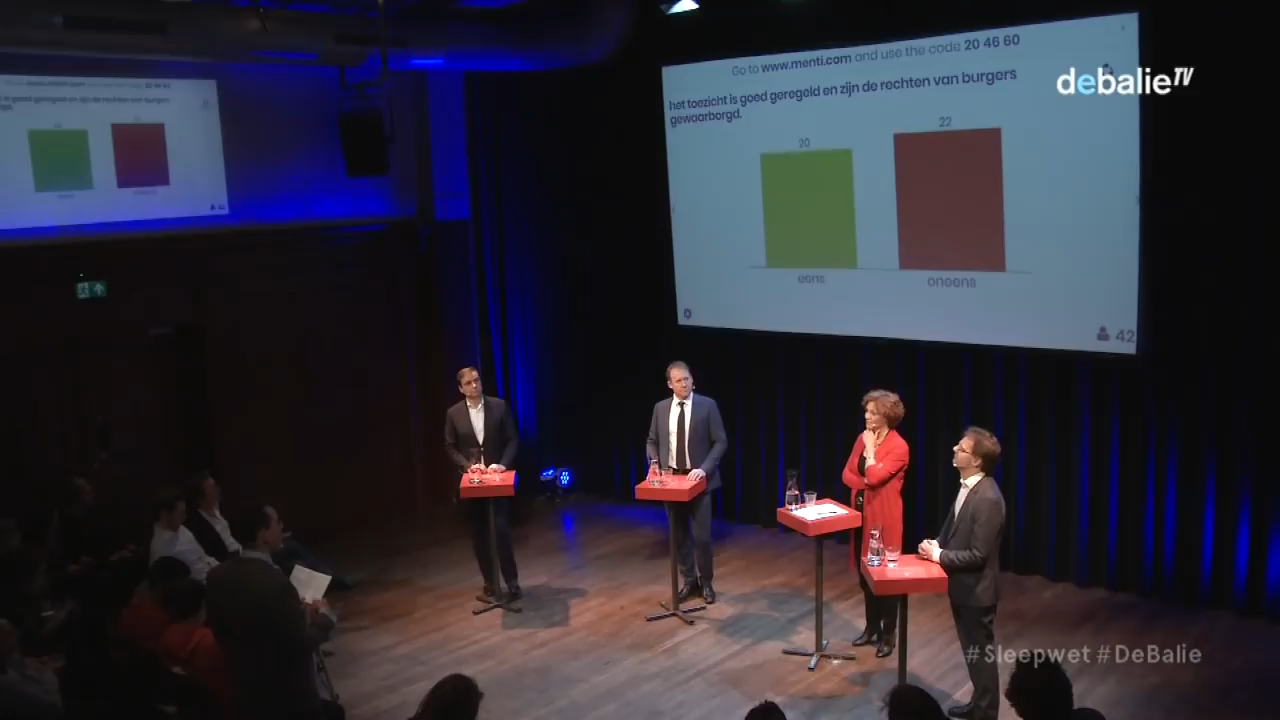 Go to www.menti.com and use the code 20 46 60
het toezicht is goed geregeld en zijn de rechten van burgers
gewaarborgd.
20
22
eens
oneens
42
debalieTV
#Sleepwet #DeBalie